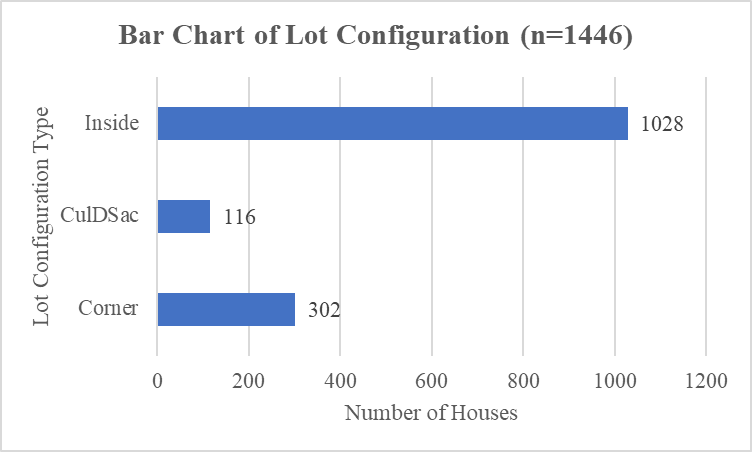 Bar Chart of Lot Configuration (n=1446)
Lot Configuration Type
Inside
1028
CulDSac
116
Corner
302
0 200 400 600 800 1000 1200
Number of Houses